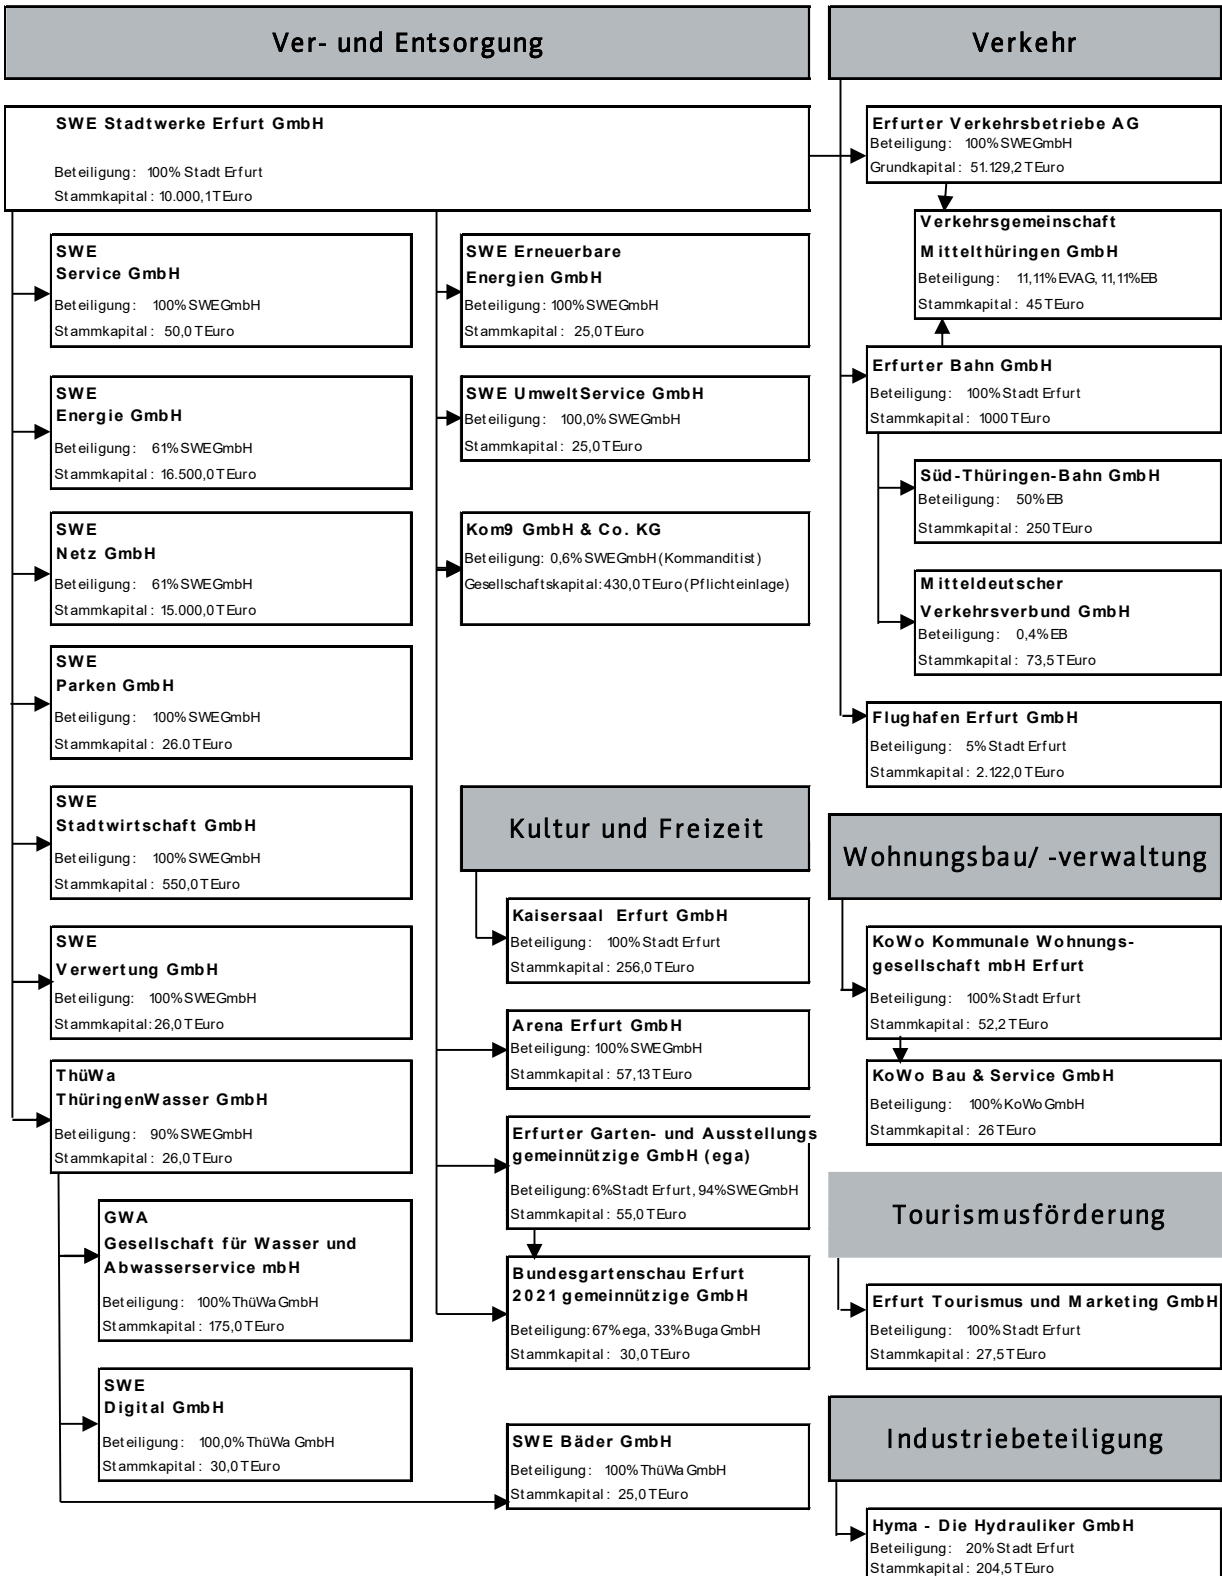 Ver- und Entsorgung
SWE Stadtwerke Erfurt GmbH
Beteiligung: 100% Stadt Erfurt
Stammkapital: 10.000,1 TEuro
SWE
Service GmbH
Beteiligung: 100% SWE GmbH
Stammkapital: 50,0 TEuro
SWE
Energie GmbH
Beteiligung: 61% SWE GmbH
Stammkapital: 16.500,0 TEuro
SWE
Netz GmbH
Beteiligung: 61% SWE GmbH
Stammkapital: 15.000,0 TEuro
SWE
Parken GmbH
Beteiligung: 100% SWE GmbH
Stammkapital: 26.0 TEuro
SWE
Stadtwirtschaft GmbH
Beteiligung: 100% SWE GmbH
Stammkapital: 550,0 TEuro
SWE
Verwertung GmbH
Beteiligung: 100% SWE GmbH
Stammkapital: 26,0 TEuro
ThüWa
ThüringenWasser GmbH
Beteiligung: 90% SWE GmbH
Stammkapital: 26,0 TEuro
GWA
Gesellschaft für Wasser und
Abwasserservice mbH
Beteiligung: 100% ThüWa GmbH
Stammkapital: 175,0 TEuro
SWE
Digital GmbH
Beteiligung: 100,0% ThüWa GmbH
Stammkapital: 30,0 TEuro
SWE Erneuerbare
Energien GmbH
Beteiligung: 100% SWE GmbH
Stammkapital: 25,0 TEuro
SWE UmweltService GmbH
Beteiligung: 100,0% SWE GmbH
Stammkapital: 25,0 TEuro
Kom9 GmbH & Co. KG
Beteiligung: 0,6% SWE GmbH (Kommanditist)
Gesellschaftskapital: 430,0 TEuro (Pflichteinlage)
Kultur und Freizeit
Kaisersaal Erfurt GmbH
Beteiligung: 100% Stadt Erfurt
Stammkapital: 256,0 TEuro
Arena Erfurt GmbH
Beteiligung: 100% SWE GmbH
Stammkapital: 57,13 TEuro
Erfurter Garten- und Ausstellungs
gemeinnützige GmbH (ega)
Beteiligung: 6% Stadt Erfurt, 94% SWE GmbH
Stammkapital: 55,0 TEuro
Bundesgartenschau Erfurt
2021 gemeinnützige GmbH
Beteiligung: 67% ega, 33% Buga GmbH
Stammkapital: 30,0 TEuro
SWE Bäder GmbH
Beteiligung: 100% ThüWa GmbH
Stammkapital: 25,0 TEuro
Verkehr
Erfurter Verkehrsbetriebe AG
Beteiligung: 100% SWE GmbH
Grundkapital: 51.129,2 TEuro
Verkehrsgemeinschaft
Mittelthüringen GmbH
Beteiligung: 11,11% EVAG, 11,11% EB
Stammkapital: 45 TEuro
Erfurter Bahn GmbH
Beteiligung: 100% Stadt Erfurt
Stammkapital: 1000 TEuro
Süd-Thüringen-Bahn GmbH
Beteiligung: 50% EB
Stammkapital: 250 TEuro
Mitteldeutscher
Verkehrsverbund GmbH
Beteiligung: 0,4% EB
Stammkapital: 73,5 TEuro
Flughafen Erfurt GmbH
Beteiligung: 5% Stadt Erfurt
Stammkapital: 2.122,0 TEuro
Wohnungsbau/ -verwaltung
KoWo Kommunale Wohnungs-
gesellschaft mbH Erfurt
Beteiligung: 100% Stadt Erfurt
Stammkapital: 52,2 TEuro
KoWo Bau & Service GmbH
Beteiligung: 100% KoWo GmbH
Stammkapital: 26 TEuro
Tourismusförderung
Erfurt Tourismus und Marketing GmbH
Beteiligung: 100% Stadt Erfurt
Stammkapital: 27,5 TEuro
Industriebeteiligung
Hyma - Die Hydrauliker GmbH
Beteiligung: 20% Stadt Erfurt
Stammkapital: 204,5 TEuro